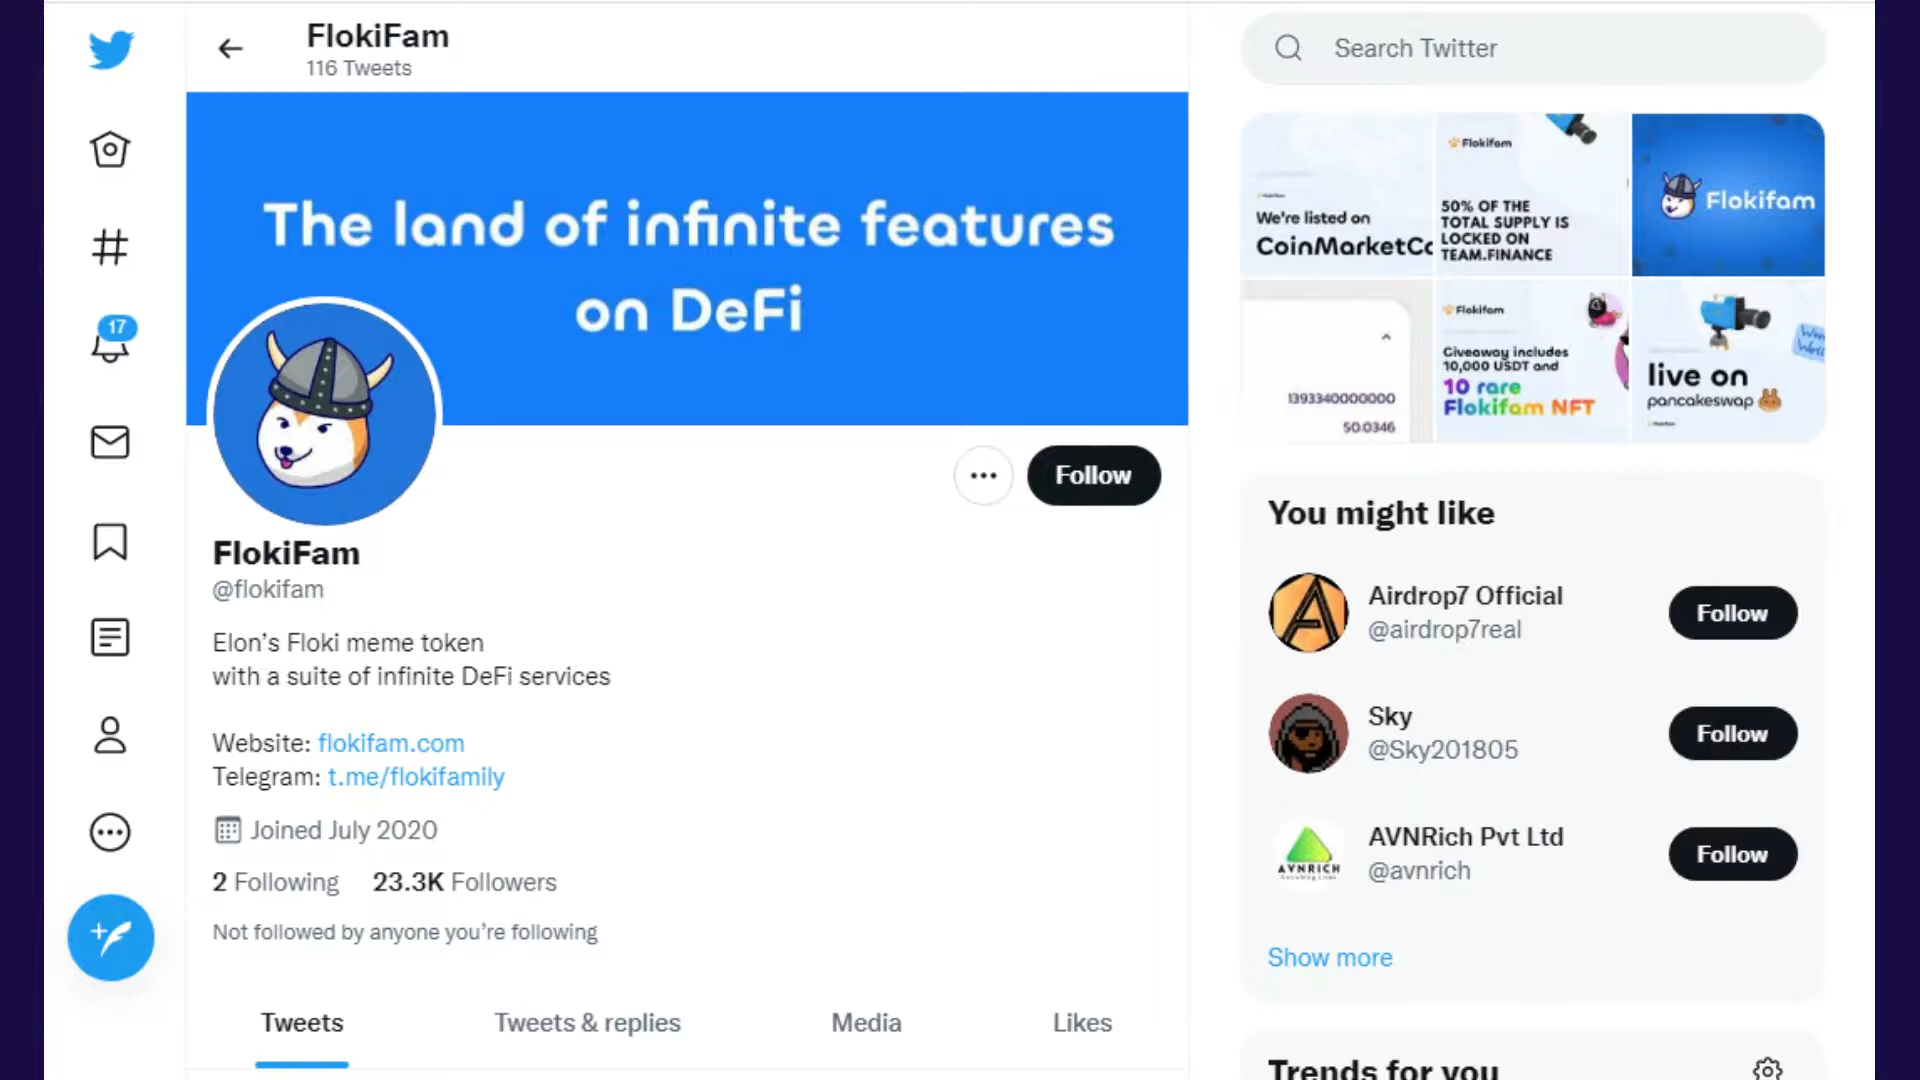 FlokiFam
116 Tweets
Search Twitter
17
The land of infinite features
on DeFi
We're listed on
CoinMarketCc
Flokifam
50% OF THE
TOTAL SUPPLY IS
LOCKED ON
TEAM.FINANCE
Flokifam
1393340000000
50.0346
Flokifam
Giveaway includes
10,000 USDT and
10 rare
Flokifam NFT
live on
pancakeswap
Follow
FlokiFam
@flokifam
Elon's Floki meme token
with a suite of infinite DeFi services
Website: flokifam.com
Telegram: t.me/flokifamily
Joined July 2020
2 Following 23.3K Followers
Not followed by anyone you're following
Tweets Tweets & replies Media Likes
You might like
Airdrop7 Official
@airdrop7real
Follow
Sky
@Sky201805
Follow
AVNRICH
AVNRich Pvt Ltd
@avnrich
Follow
Show more
Trends for you